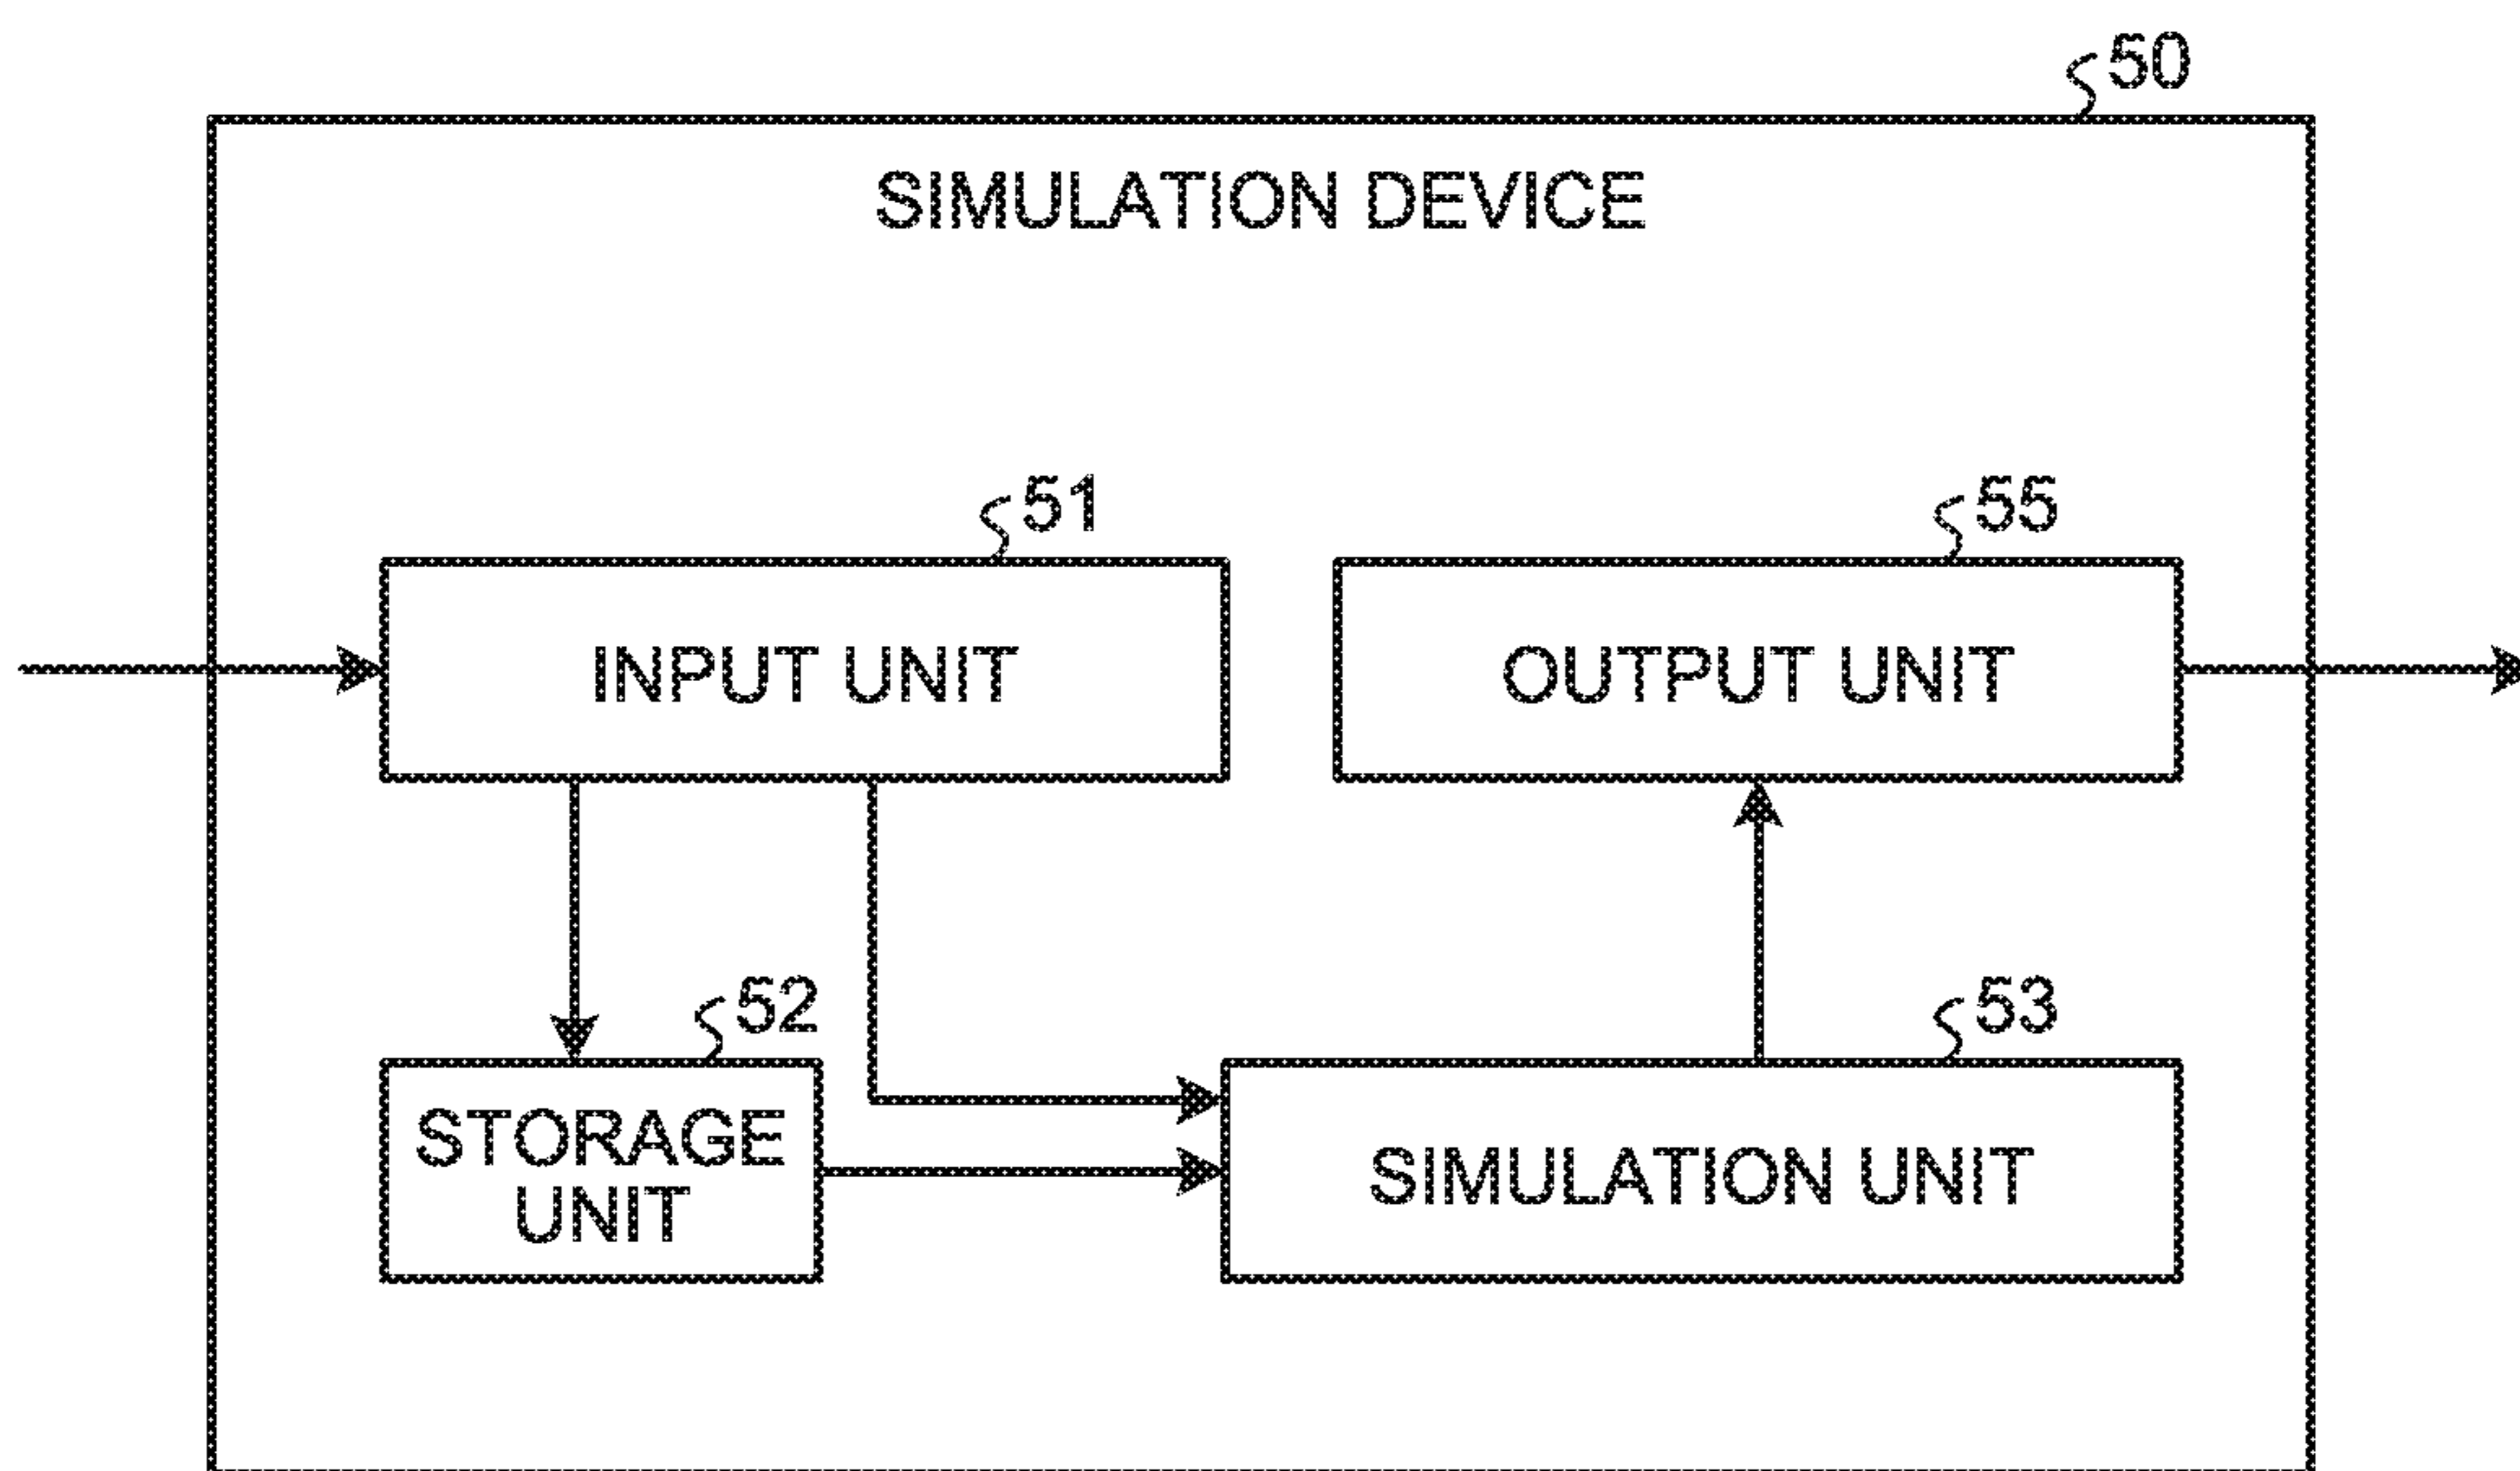 50
SIMULATION DEVICE
51
55
INPUT UNIT
OUTPUT UNIT
52
53
STORAGE
UNIT
SIMULATION UNIT